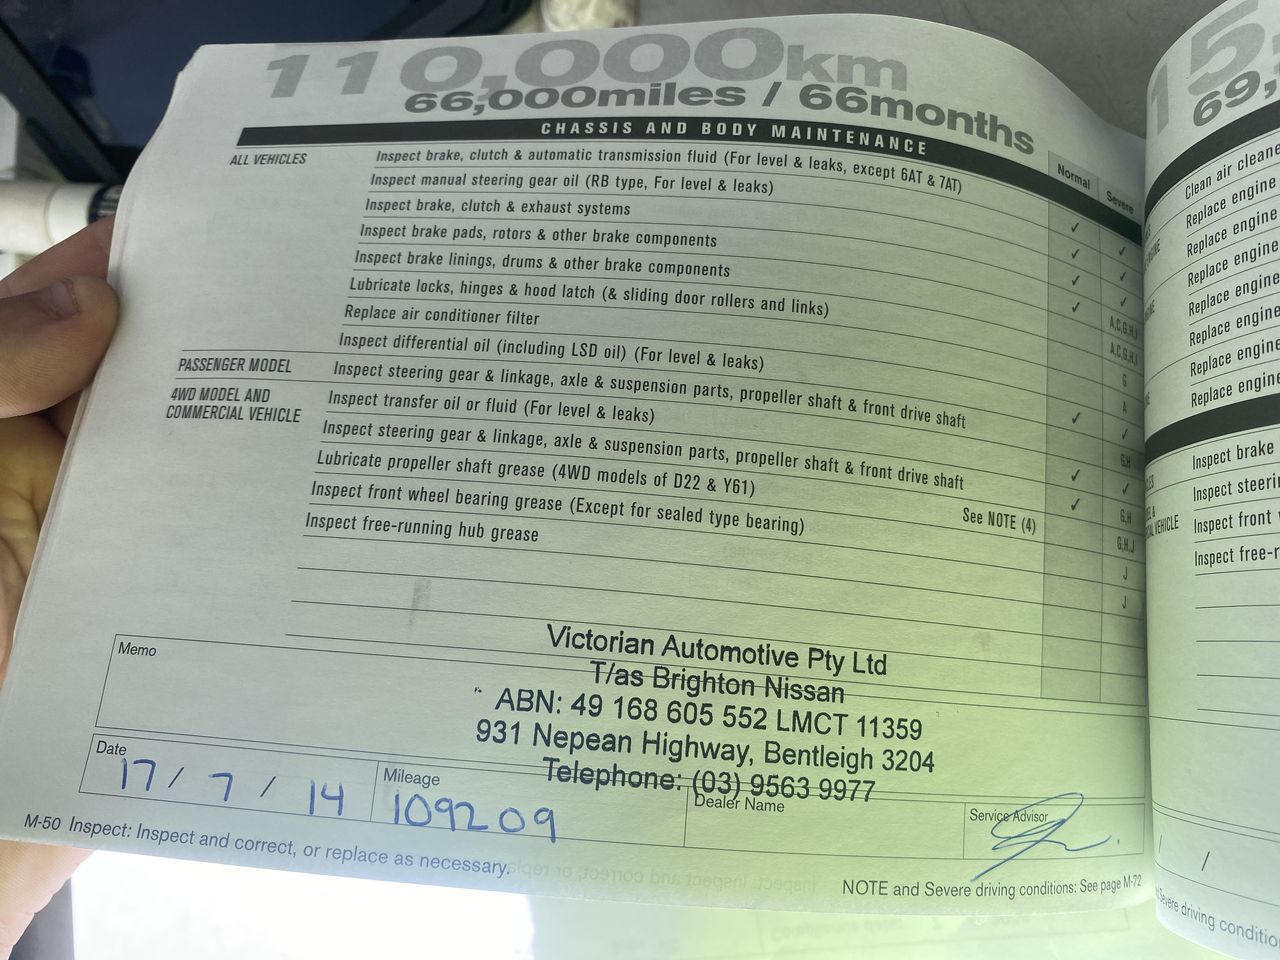 110,000km
66,000miles / 66months
CHASSIS AND BODY MAINTENANCE
Normal Severe
ALL VEHICLES
Inspect brake, clutch & automatic transmission fluid (For level & leaks, except 6AT & 7AT) ✓ ✓
Inspect manual steering gear oil (RB type, For level & leaks) ✓ ✓
Inspect brake, clutch & exhaust systems ✓ ✓
Inspect brake pads, rotors & other brake components ✓ A,C,G,H,I
Inspect brake linings, drums & other brake components A,C,G,H,I
Lubricate locks, hinges & hood latch (& sliding door rollers and links) G
Replace air conditioner filter A
Inspect differential oil (including LSD oil) (For level & leaks) ✓ ✓
PASSENGER MODEL
Inspect steering gear & linkage, axle & suspension parts, propeller shaft & front drive shaft G,H
4WD MODEL AND
COMMERCIAL VEHICLE
Inspect transfer oil or fluid (For level & leaks) ✓ ✓
Inspect steering gear & linkage, axle & suspension parts, propeller shaft & front drive shaft ✓ G,H
Lubricate propeller shaft grease (4WD models of D22 & Y61) See NOTE (4) G,H,J
Inspect front wheel bearing grease (Except for sealed type bearing) J
Inspect free-running hub grease J
Memo
Victorian Automotive Pty Ltd
T/as Brighton Nissan
ABN: 49 168 605 552 LMCT 11359
931 Nepean Highway, Bentleigh 3204
Telephone: (03) 9563 9977
Date
17 / 7 / 14
Mileage
109209
Dealer Name
Service Advisor
M-50 Inspect: Inspect and correct, or replace as necessary.
NOTE and Severe driving conditions: See page M-72
15,
69,
Clean air cleane
Replace engine
Replace engine
Replace engine
Replace engine
Replace engine
Replace engine
Replace engine
Inspect brake
Inspect steerin
VEHICLE
Inspect front
Inspect free-r
/ /
Severe driving conditio